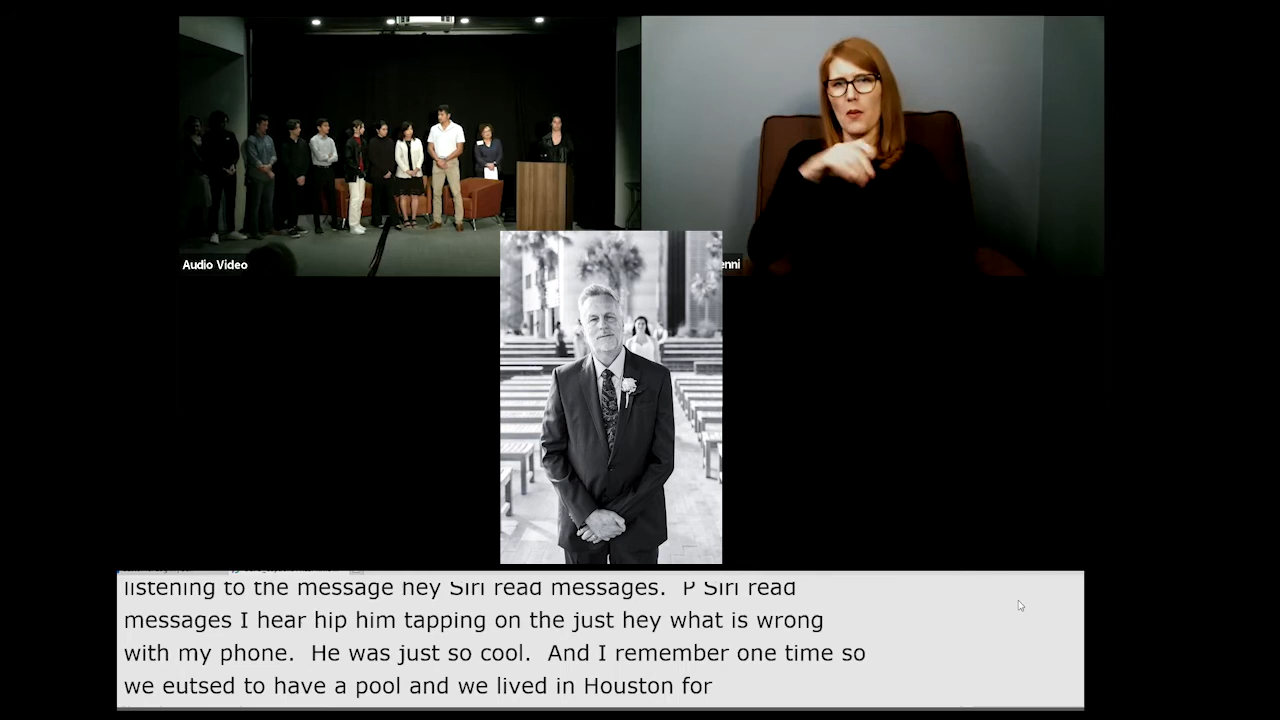 Audio Video
enni
listening to the message hey Siri read messages.  P Siri read
messages I hear hip him tapping on the just hey what is wrong
with my phone.  He was just so cool.  And I remember one time so
we eutsed to have a pool and we lived in Houston for